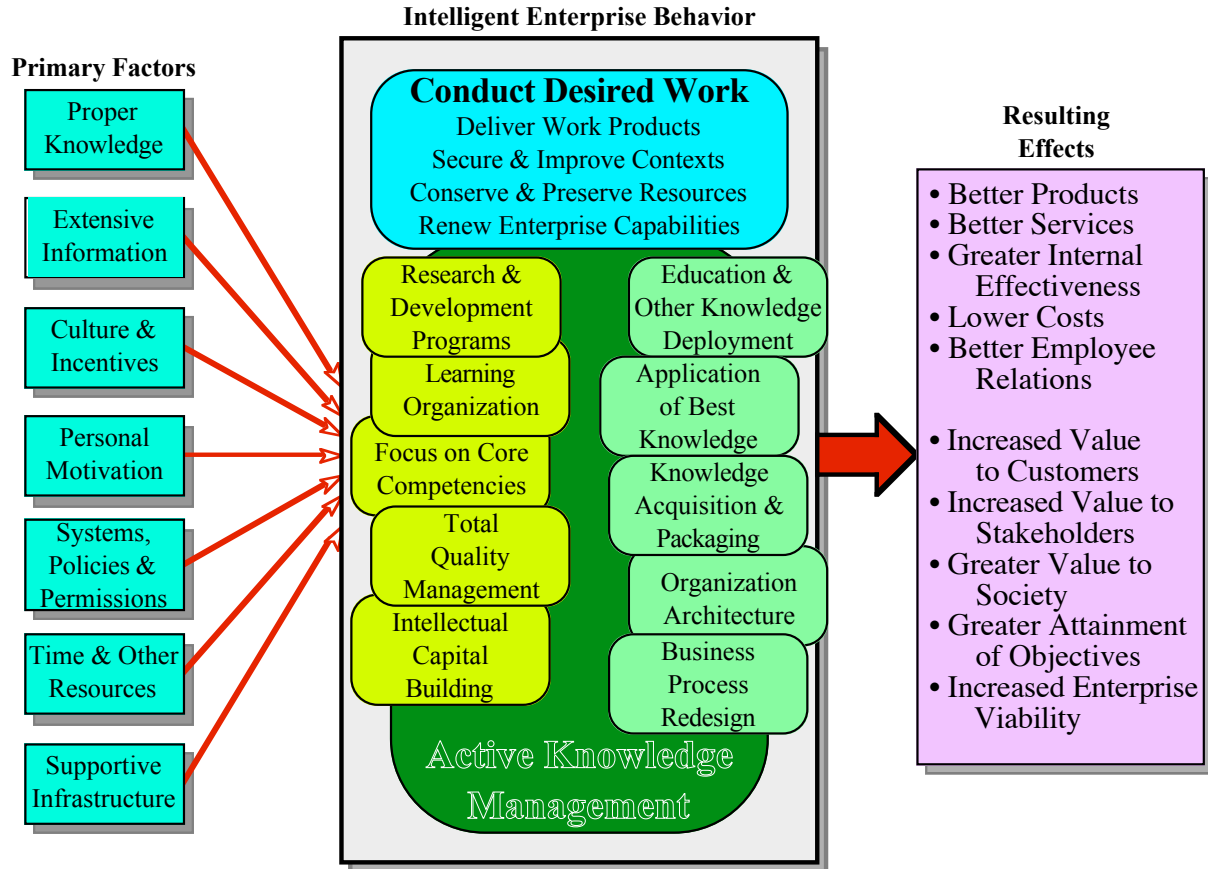 Intelligent Enterprise Behavior
Primary Factors
Proper
Knowledge
Extensive
Information
Culture &
Incentives
Personal
Motivation
Systems,
Policies &
Permissions
Time & Other
Resources
Supportive
Infrastructure
Conduct Desired Work
Deliver Work Products
Secure & Improve Contexts
Conserve & Preserve Resources
Renew Enterprise Capabilities
Research &
Development
Programs
Learning
Organization
Focus on Core
Competencies
Total
Quality
Management
Intellectual
Capital
Building
Education &
Other Knowledge
Deployment
Application
of Best
Knowledge
Knowledge
Acquisition &
Packaging
Organization
Architecture
Business
Process
Redesign
Active Knowledge
Management
Resulting
Effects
• Better Products
• Better Services
• Greater Internal
Effectiveness
• Lower Costs
• Better Employee
Relations
• Increased Value
to Customers
• Increased Value to
Stakeholders
• Greater Value to
Society
• Greater Attainment
of Objectives
• Increased Enterprise
Viability